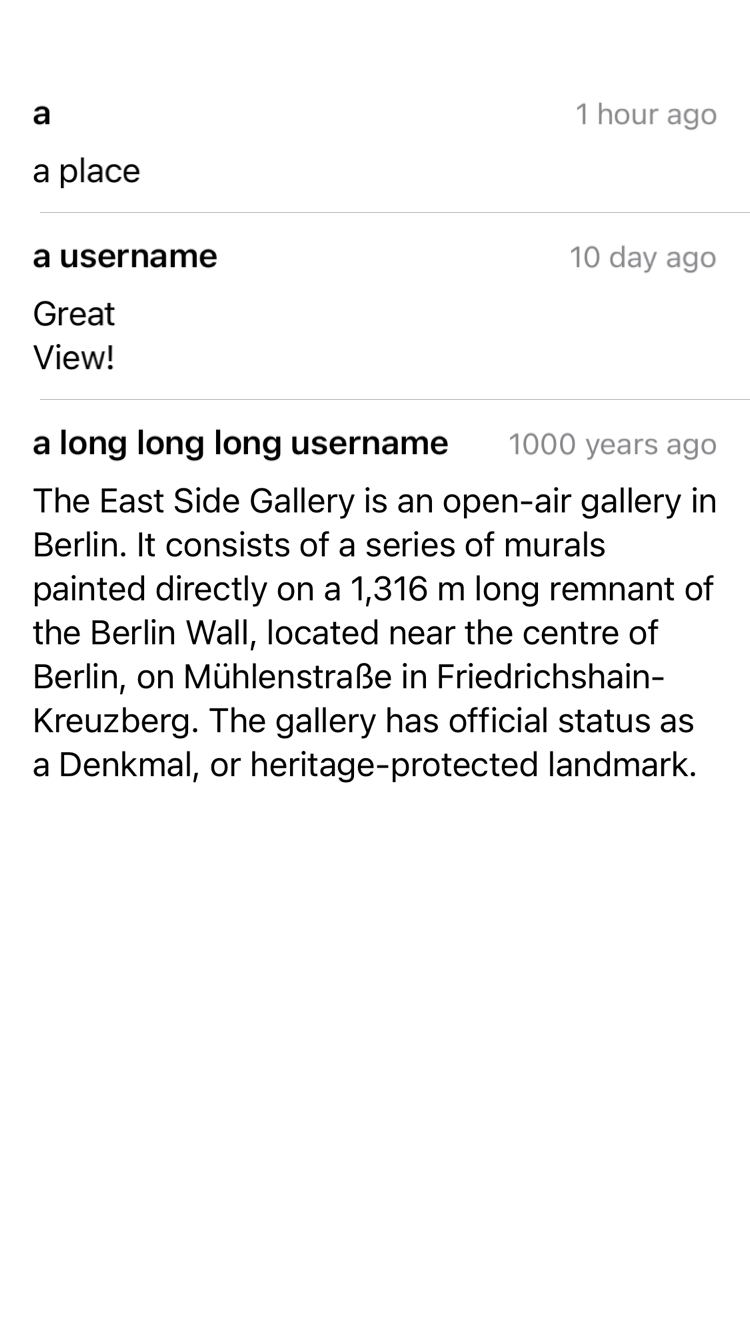 a 1 hour ago
a place
a username 10 day ago
Great
View!
a long long long username 1000 years ago
The East Side Gallery is an open-air gallery in
Berlin. It consists of a series of murals
painted directly on a 1,316 m long remnant of
the Berlin Wall, located near the centre of
Berlin, on Mühlenstraße in Friedrichshain-
Kreuzberg. The gallery has official status as
a Denkmal, or heritage-protected landmark.